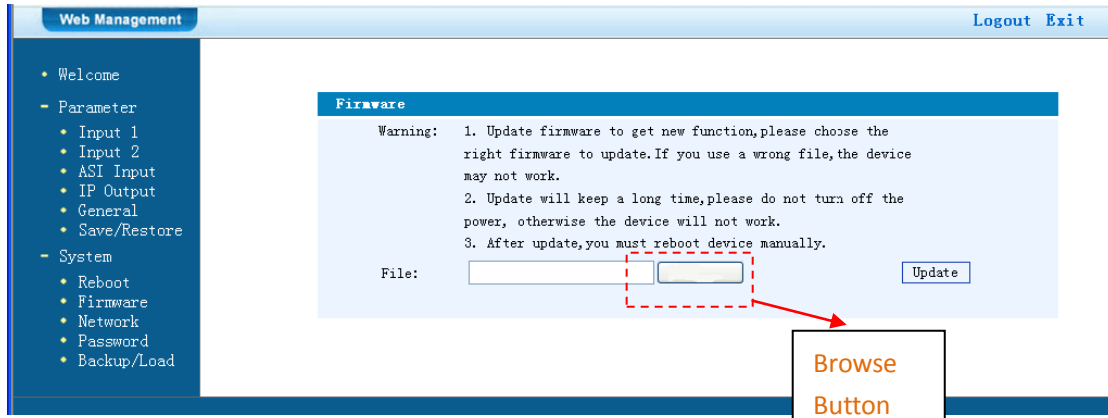 Web Management
Logout Exit
Welcome
Parameter
Input 1
Input 2
ASI Input
IP Output
General
Save/Restore
System
Reboot
Firmware
Network
Password
Backup/Load
Firmware
Warning: 1. Update firmware to get new function,please choose the
right firmware to update.If you use a wrong file,the device
may not work.
2. Update will keep a long time,please do not turn off the
power, otherwise the device will not work.
3. After update,you must reboot device manually.
File:
Update
Browse
Button